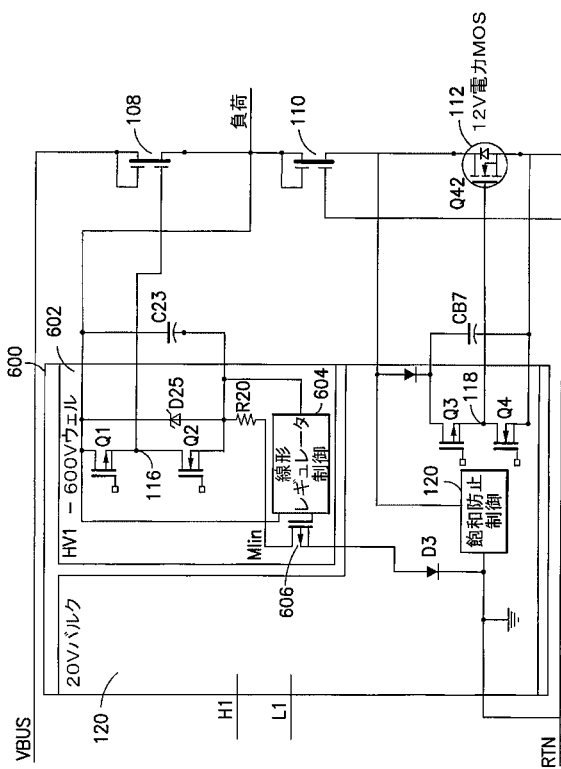 600
602
HV1 - 600Vウェル
20Vバルク
120
VBUS
H1
L1
RTN
Q1
116
Q2
D25
C23
R20
線形
レギュレータ
制御
604
Mlin
606
D3
108
負荷
110
112
12V電力MOS
Q42
CB7
Q3
118
Q4
120
飽和防止
制御